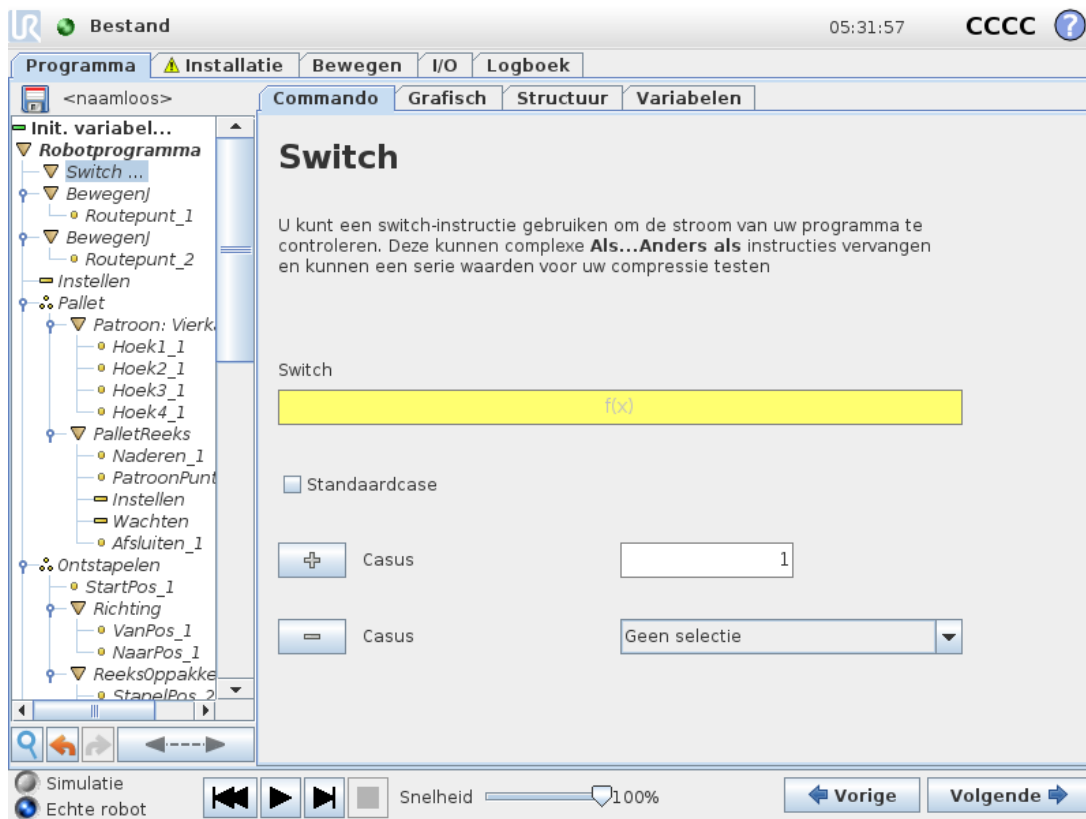 UR Bestand 05:31:57 CCCC ?
Programma Installatie Bewegen I/O Logboek
<naamloos>
Commando Grafisch Structuur Variabelen
Init. variabel...
Robotprogramma
Switch ...
BewegenJ
Routepunt_1
BewegenJ
Routepunt_2
Instellen
Pallet
Patroon: Vierk
Hoek1_1
Hoek2_1
Hoek3_1
Hoek4_1
PalletReeks
Naderen_1
PatroonPunt
Instellen
Wachten
Afsluiten_1
Ontstapelen
StartPos_1
Richting
VanPos_1
NaarPos_1
ReeksOppakke
StapelPos_2
Switch
U kunt een switch-instructie gebruiken om de stroom van uw programma te
controleren. Deze kunnen complexe Als...Anders als instructies vervangen
en kunnen een serie waarden voor uw compressie testen
Switch
f(x)
Standaardcase
Casus 1
Casus Geen selectie
Simulatie
Echte robot
Snelheid 100%
Vorige Volgende